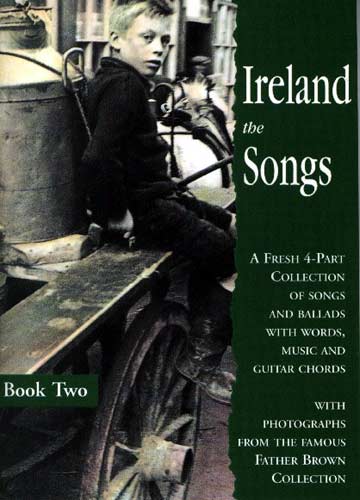 Ireland
the
Songs
A Fresh 4-Part
Collection
of songs
and ballads
with words,
music and
guitar chords
Book Two
with
photographs
from the famous
Father Brown
Collection